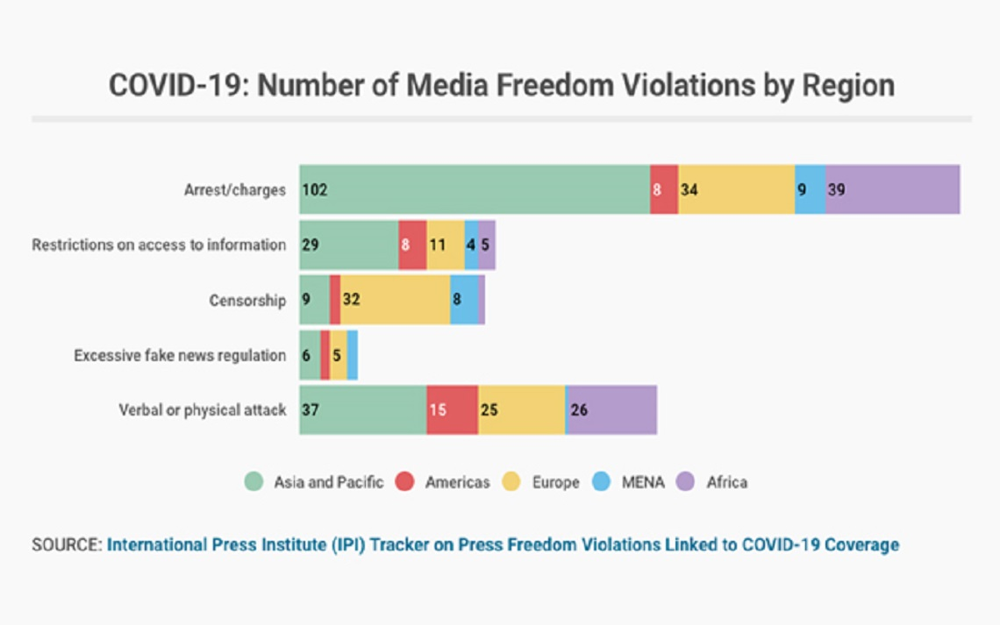 COVID-19: Number of Media Freedom Violations by Region
Arrest/charges 102 8 34 9 39
Restrictions on access to information 29 8 11 4 5
Censorship 9 32 8
Excessive fake news regulation 6 5
Verbal or physical attack 37 15 25 26
Asia and Pacific Americas Europe MENA Africa
SOURCE: International Press Institute (IPI) Tracker on Press Freedom Violations Linked to COVID-19 Coverage